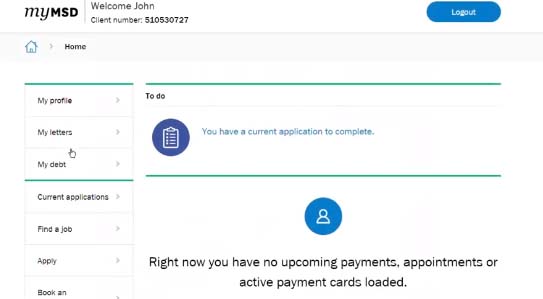 myMSD
Welcome John
Client number: 510530727
Logout
Home
My profile
My letters
My debt
Current applications
Find a job
Apply
Book an
To do
You have a current application to complete.
Right now you have no upcoming payments, appointments or
active payment cards loaded.